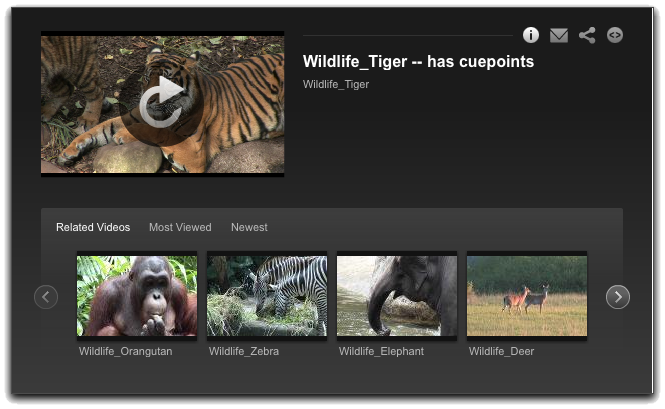 Wildlife_Tiger -- has cuepoints
Wildlife_Tiger
Related Videos Most Viewed Newest
Wildlife_Orangutan Wildlife_Zebra Wildlife_Elephant Wildlife_Deer